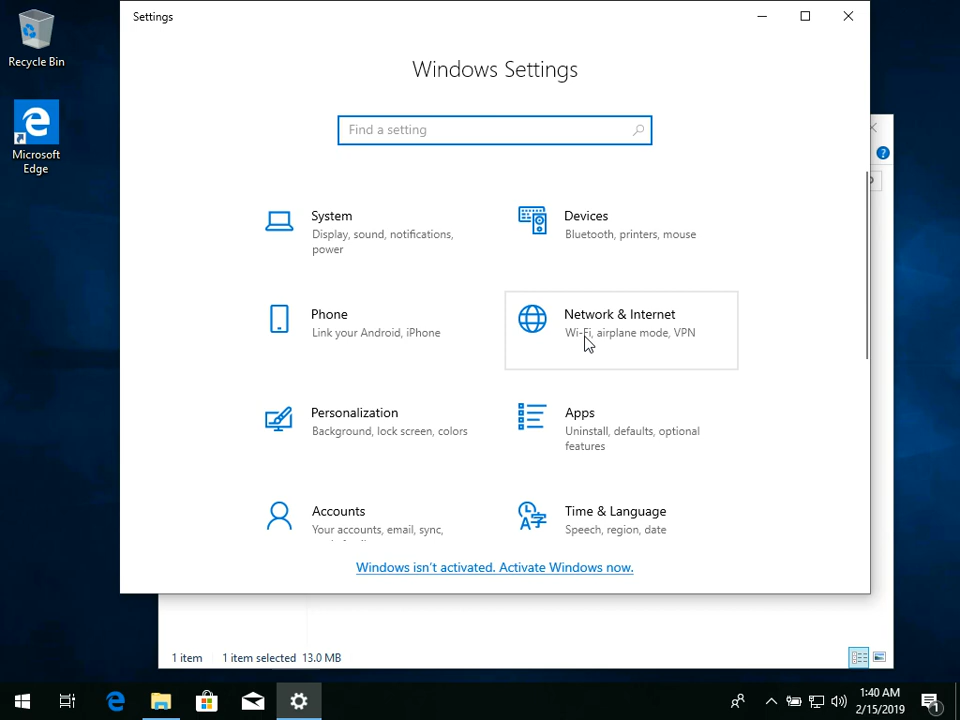 Recycle Bin
Microsoft
Edge
Settings
Windows Settings
Find a setting
System
Display, sound, notifications,
power
Devices
Bluetooth, printers, mouse
Phone
Link your Android, iPhone
Network & Internet
Wi-Fi, airplane mode, VPN
Personalization
Background, lock screen, colors
Apps
Uninstall, defaults, optional
features
Accounts
Your accounts, email, sync,
Time & Language
Speech, region, date
Windows isn't activated. Activate Windows now.
1 item
1 item selected 13.0 MB
1:40 AM
2/15/2019
1